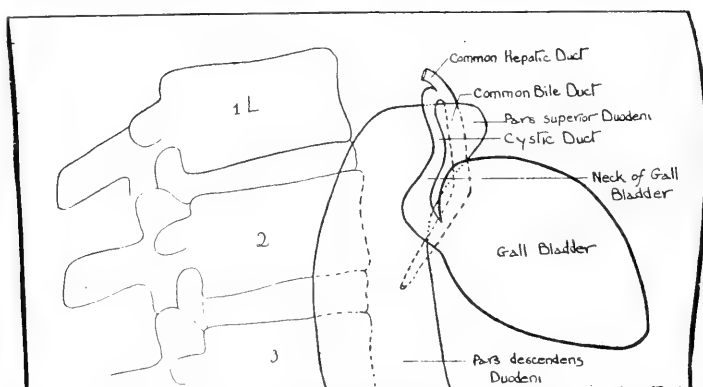 Common Hepatic Duct
1 L
Common Bile Duct
Pars superior Duodeni
Cystic Duct
Neck of Gall
Bladder
2
Gall Bladder
3
Pars descendens
Duodeni